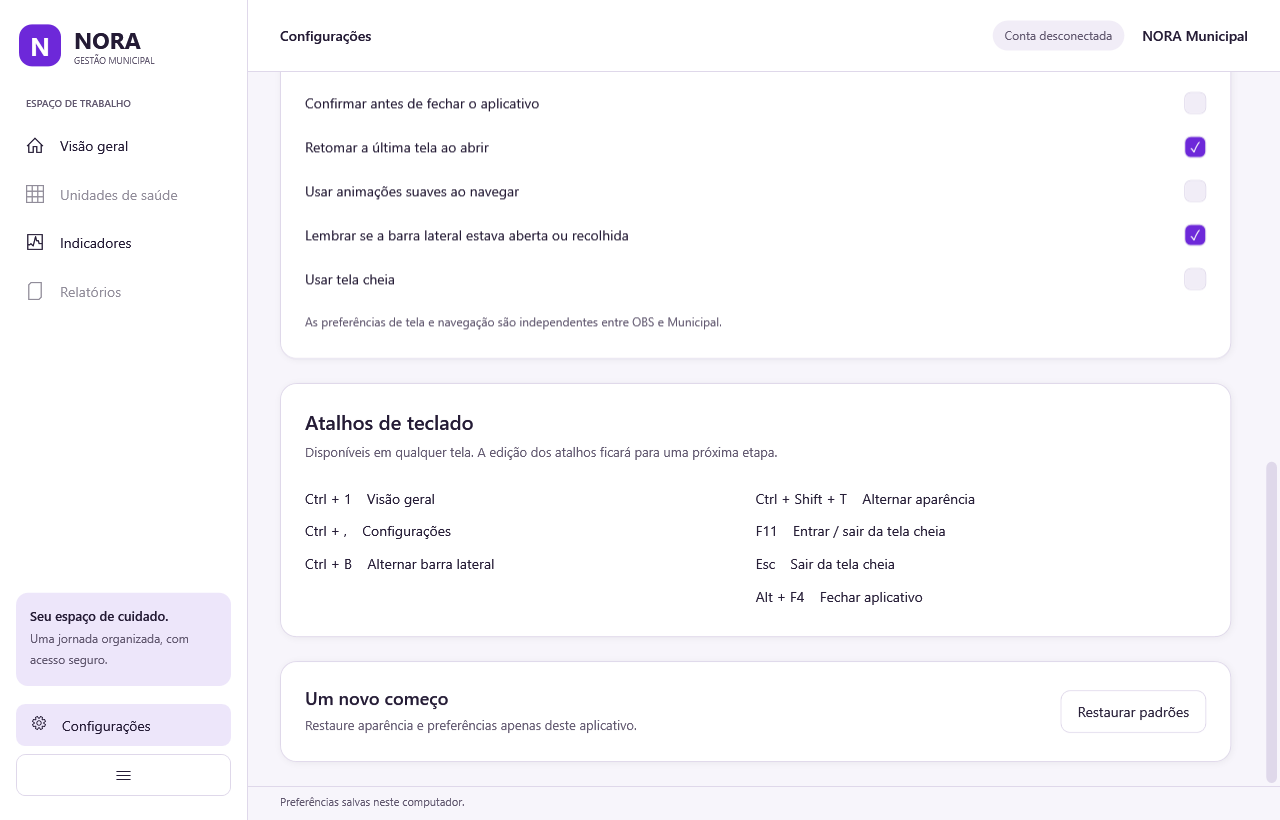 N
NORA
GESTÃO MUNICIPAL
ESPAÇO DE TRABALHO
Visão geral
Unidades de saúde
Indicadores
Relatórios
Seu espaço de cuidado.
Uma jornada organizada, com
acesso seguro.
Configurações
Configurações
Conta desconectada
NORA Municipal
Confirmar antes de fechar o aplicativo
Retomar a última tela ao abrir
Usar animações suaves ao navegar
Lembrar se a barra lateral estava aberta ou recolhida
Usar tela cheia
As preferências de tela e navegação são independentes entre OBS e Municipal.
Atalhos de teclado
Disponíveis em qualquer tela. A edição dos atalhos ficará para uma próxima etapa.
Ctrl + 1 Visão geral
Ctrl + , Configurações
Ctrl + B Alternar barra lateral
Ctrl + Shift + T Alternar aparência
F11 Entrar / sair da tela cheia
Esc Sair da tela cheia
Alt + F4 Fechar aplicativo
Um novo começo
Restaure aparência e preferências apenas deste aplicativo.
Restaurar padrões
Preferências salvas neste computador.